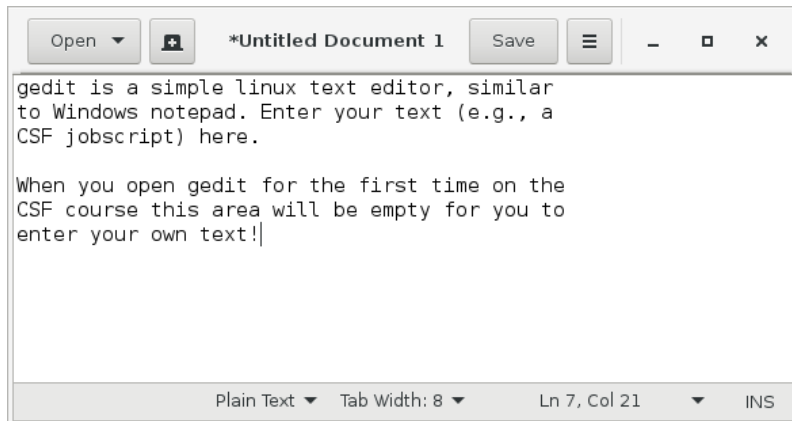 Open *Untitled Document 1 Save
gedit is a simple linux text editor, similar
to Windows notepad. Enter your text (e.g., a
CSF jobscript) here.
When you open gedit for the first time on the
CSF course this area will be empty for you to
enter your own text!
Plain Text Tab Width: 8 Ln 7, Col 21 INS